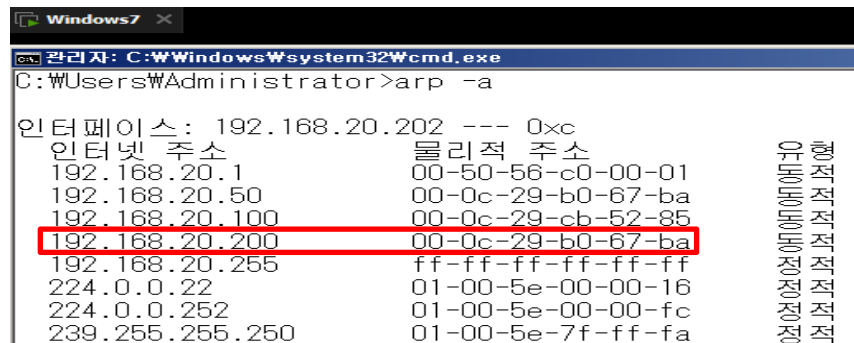 Windows7 ×
관리자: C:₩Windows₩system32₩cmd.exe
C:₩Users₩Administrator>arp -a
인터페이스: 192.168.20.202 --- 0xc
인터넷 주소 물리적 주소 유형
192.168.20.1 00-50-56-c0-00-01 동적
192.168.20.50 00-0c-29-b0-67-ba 동적
192.168.20.100 00-0c-29-cb-52-85 동적
192.168.20.200 00-0c-29-b0-67-ba 동적
192.168.20.255 ff-ff-ff-ff-ff-ff 정적
224.0.0.22 01-00-5e-00-00-16 정적
224.0.0.252 01-00-5e-00-00-fc 정적
239.255.255.250 01-00-5e-7f-ff-fa 정적